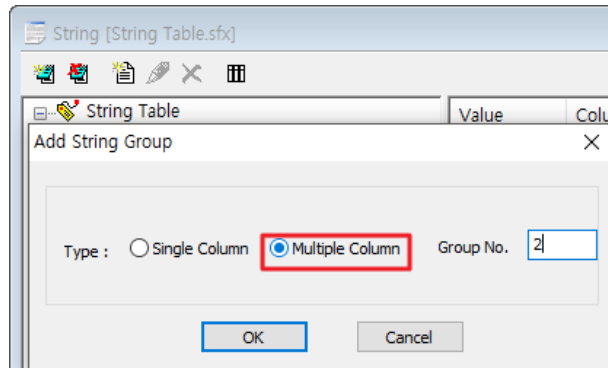 String [String Table.sfx]
String Table
Value Colu
Add String Group
Type : Single Column Multiple Column Group No. 2
OK Cancel